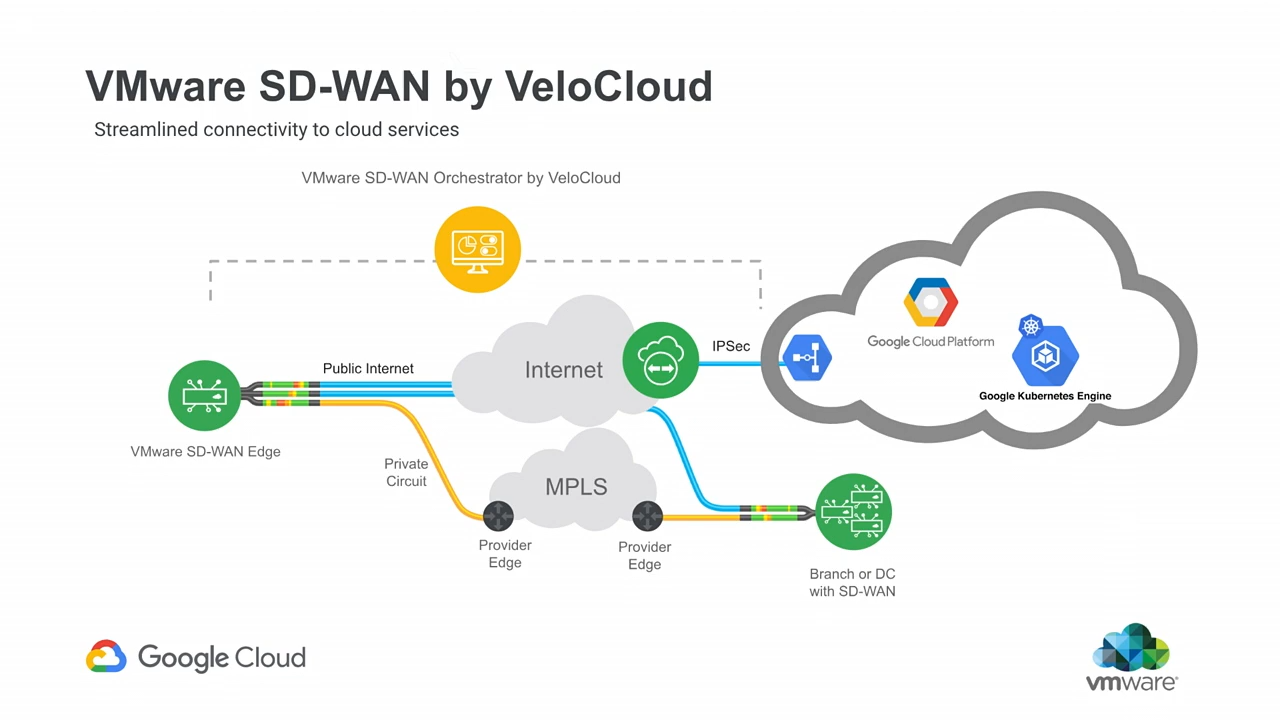 VMware SD-WAN by VeloCloud
Streamlined connectivity to cloud services
VMware SD-WAN Orchestrator by VeloCloud
Public Internet
Internet
IPSec
Google Cloud Platform
Google Kubernetes Engine
VMware SD-WAN Edge
Private
Circuit
MPLS
Provider
Edge
Provider
Edge
Branch or DC
with SD-WAN
Google Cloud
vmware®